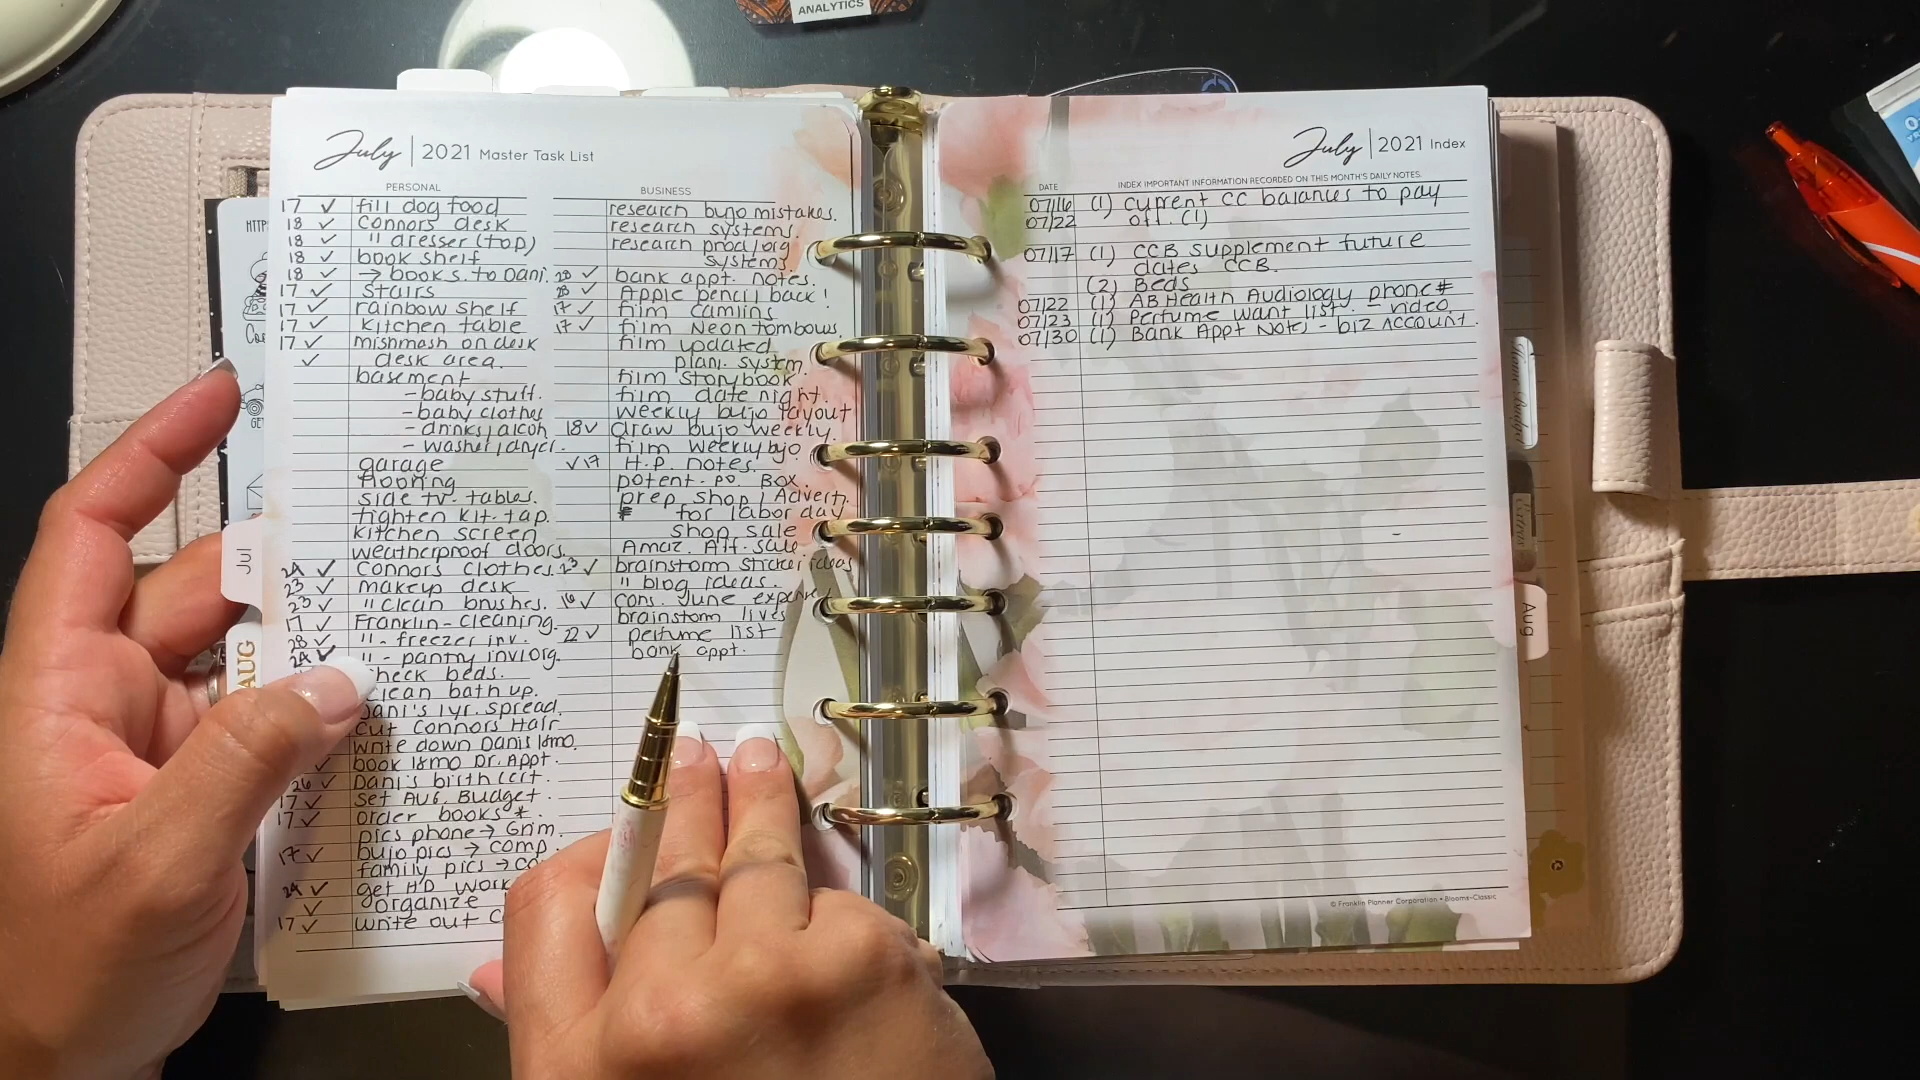 ANALYTICS
July | 2021 Master Task List
PERSONAL
17 ✓ fill dog food
18 ✓ Connors desk
18 ✓ " dresser (top)
18 ✓ book shelf
18 ✓ → books to Dani.
17 ✓ stairs
17 ✓ rainbow shelf
17 ✓ kitchen table
17 ✓ mishmash on desk
✓ desk area.
basement
- baby stuff.
- baby clothes
- drinks/alcoh
- washer/dryer.
garage
flooring
side tv. tables.
tighten kit. tap.
kitchen screen
weatherproof doors.
24 ✓ Connors clothes.
23 ✓ makeup desk
23 ✓ " clean brushes.
17 ✓ Franklin - cleaning.
28 ✓ " - freezer inv.
24 ✓ " - pantry inv/org.
check beds.
clean bath up.
Dani's 1yr. spread.
cut Connors Hair
write down Danis 18mo.
✓ book 18mo Dr. Appt.
26 ✓ Dani's birth cert.
17 ✓ set AUG. Budget.
17 ✓ order books *.
pics phone → Grim.
17 ✓ bujo pics → comp
family pics → co
24 ✓ get H'D work
✓ organize
17 ✓ write out C
BUSINESS
research bujo mistakes.
research systems.
research prod/org
systems.
28 ✓ bank appt. notes.
28 ✓ Apple pencil back!
17 ✓ film camlins
17 ✓ film Neon tombows.
film updated
plan. system.
film storybook
film date night.
weekly bujo layout
18 ✓ draw bujo weekly.
film weekly bujo
✓ 17 H.P. notes.
potent. po. Box.
prep shop / Advert.
* for labor day
shop sale
Amaz. Aff. sale.
23 ✓ brainstorm sticker ideas
" blog ideas.
16 ✓ cons. June expenses
brainstorm lives
22 ✓ perfume list
bank appt.
July | 2021 Index
DATE INDEX IMPORTANT INFORMATION RECORDED ON THIS MONTH'S DAILY NOTES.
07/16 (1) current CC balances to pay
07/22 off. (1)
07/17 (1) CCB supplement future
dates CCB.
(2) Beds
07/22 (1) AB Health Audiology phone #
07/23 (1) Perfume want list. - video.
07/30 (1) Bank Appt Notes - biz Account.
© Franklin Planner Corporation • Blooms-Classic
Jul
AUG
Aug